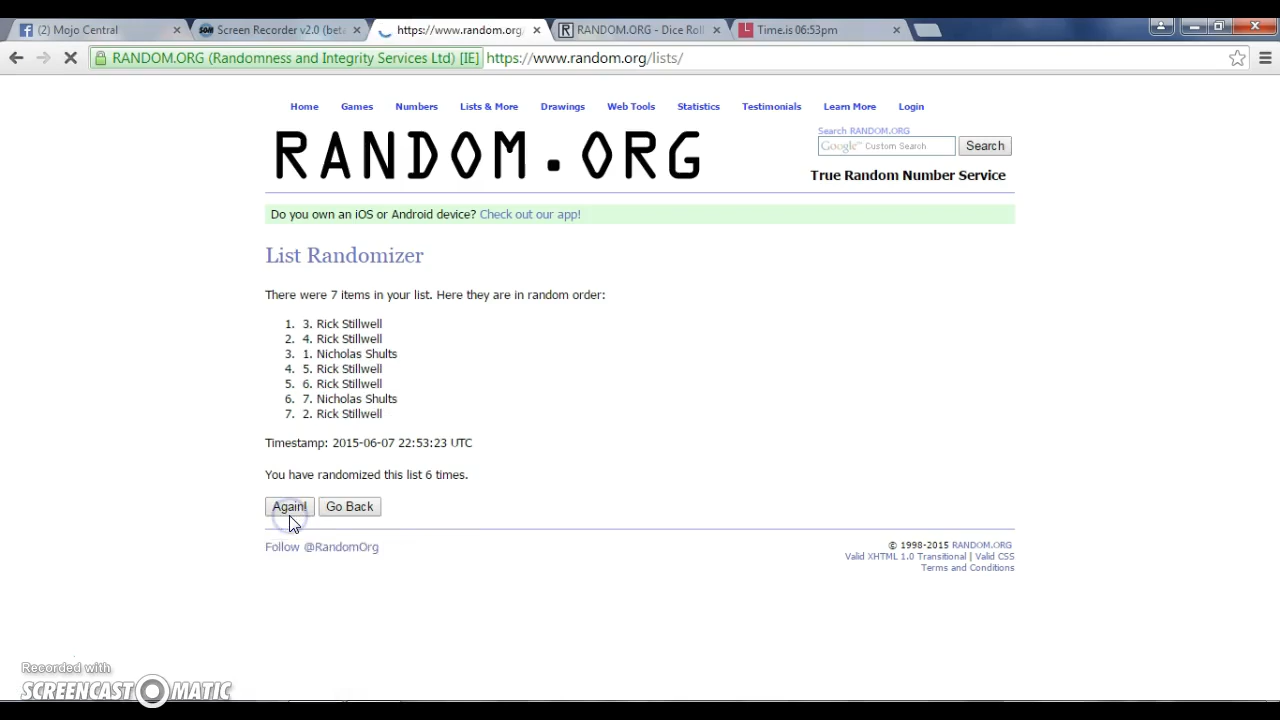 (2) Mojo Central
Screen Recorder v2.0 (bet
https://www.random.org
RANDOM.ORG - Dice Roll
Time.is 06:53pm
RANDOM.ORG (Randomness and Integrity Services Ltd) [IE] https://www.random.org/lists/
Home Games Numbers Lists & More Drawings Web Tools Statistics Testimonials Learn More Login
RANDOM.ORG
Search RANDOM.ORG
Google Custom Search Search
True Random Number Service
Do you own an iOS or Android device? Check out our app!
List Randomizer
There were 7 items in your list. Here they are in random order:
1. 3. Rick Stillwell
2. 4. Rick Stillwell
3. 1. Nicholas Shults
4. 5. Rick Stillwell
5. 6. Rick Stillwell
6. 7. Nicholas Shults
7. 2. Rick Stillwell
Timestamp: 2015-06-07 22:53:23 UTC
You have randomized this list 6 times.
Again! Go Back
Follow @RandomOrg
© 1998-2015 RANDOM.ORG
Valid XHTML 1.0 Transitional | Valid CSS
Terms and Conditions
Recorded with
SCREENCAST MATIC